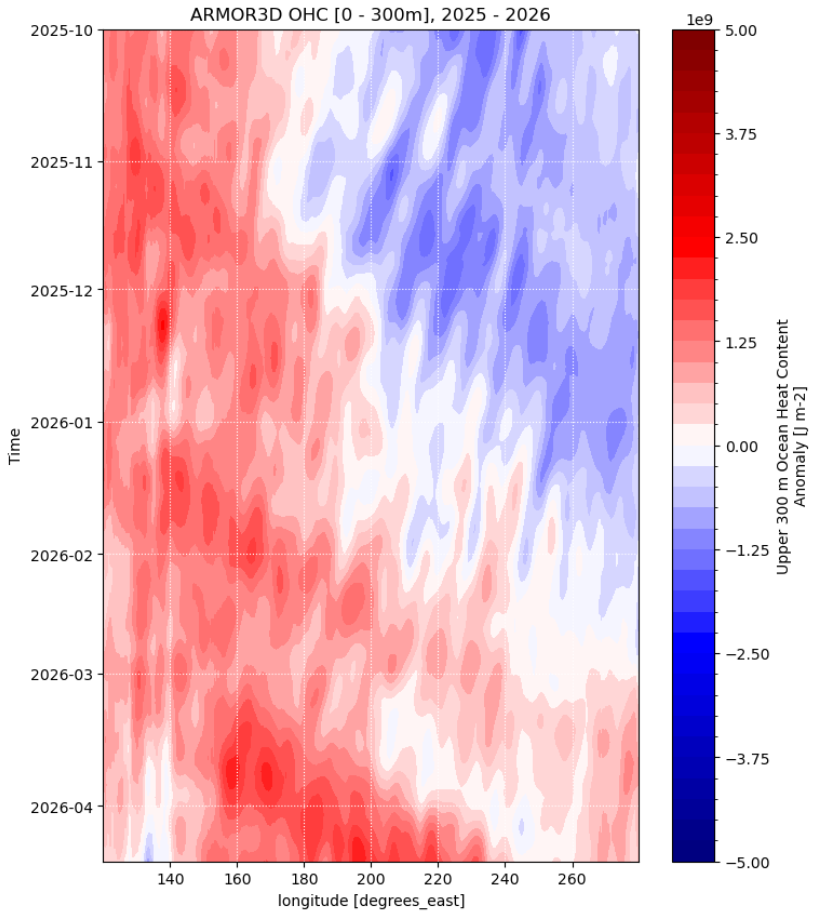 ARMOR3D OHC [0 - 300m], 2025 - 2026
1e9
2025-10
2025-11
2025-12
2026-01
2026-02
2026-03
2026-04
Time
140 160 180 200 220 240 260
longitude [degrees_east]
5.00
3.75
2.50
1.25
0.00
−1.25
−2.50
−3.75
−5.00
Upper 300 m Ocean Heat Content
Anomaly [J m-2]